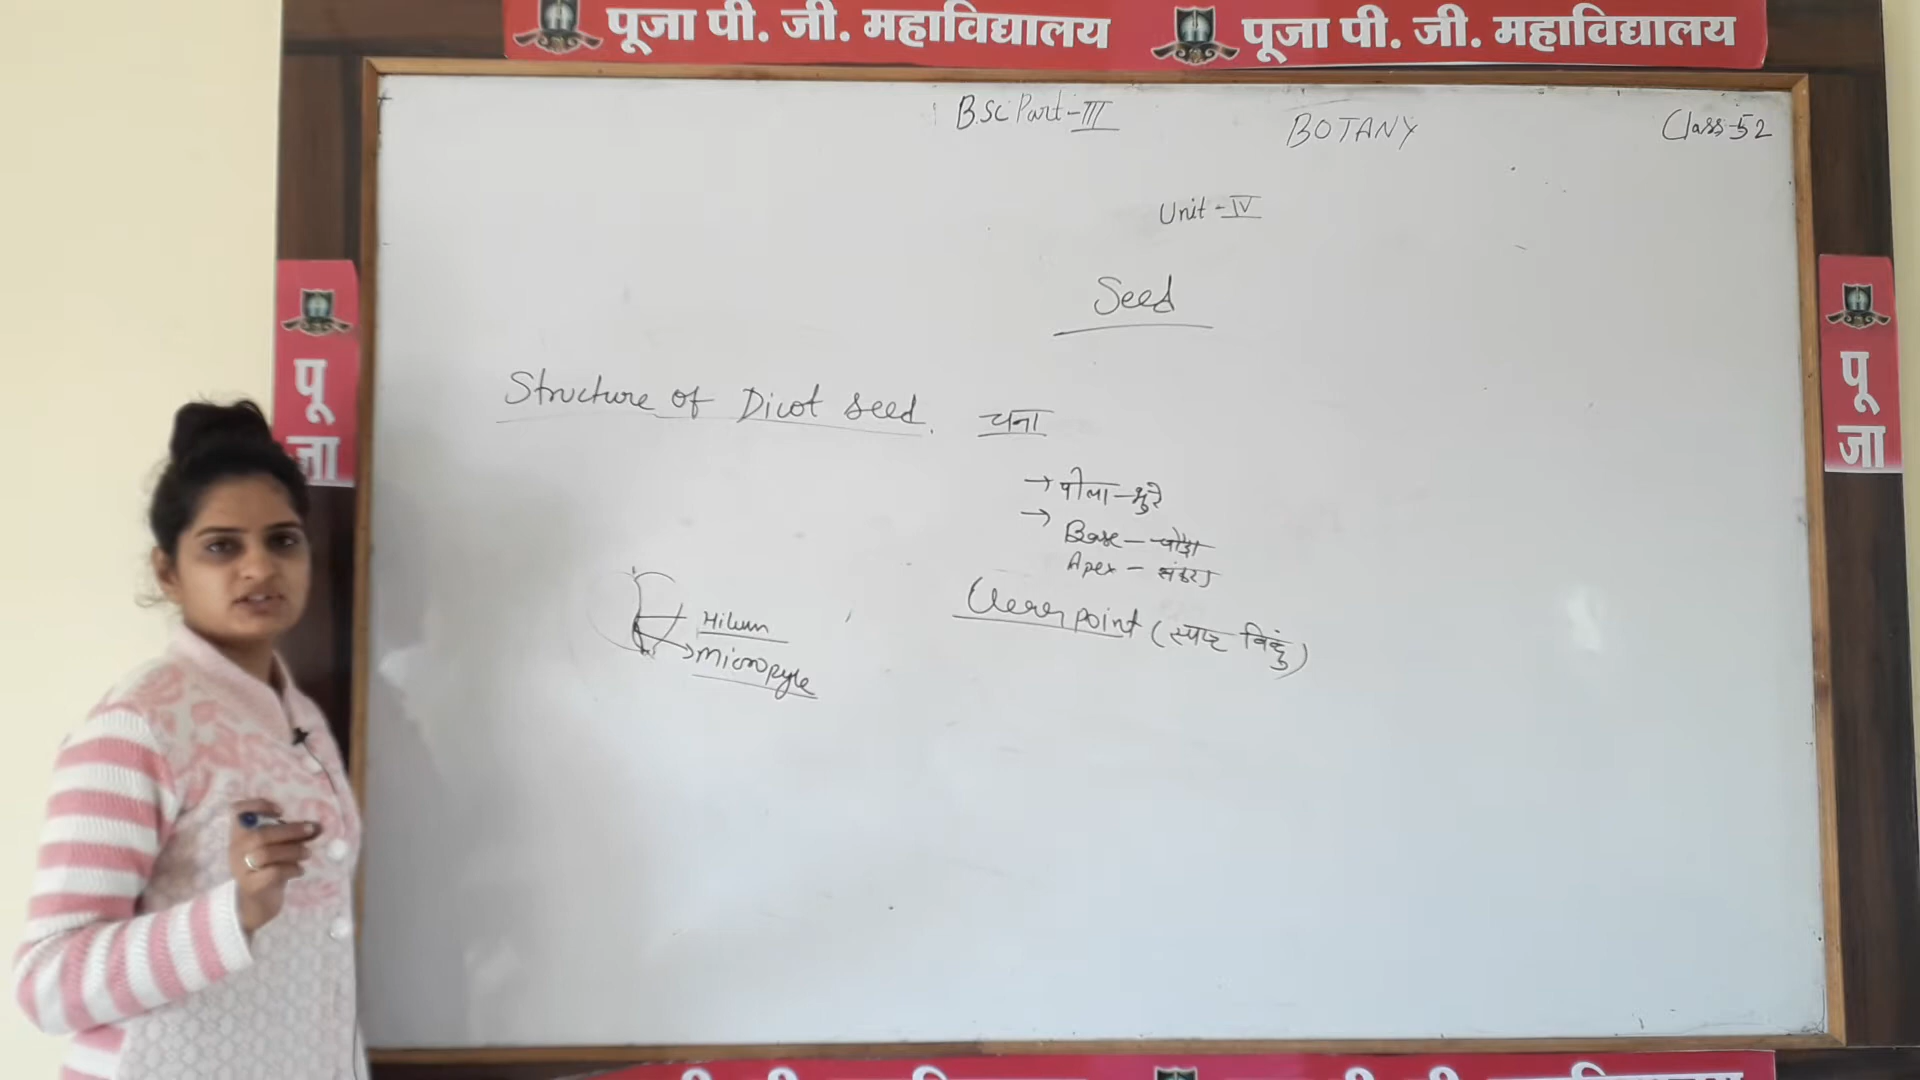 पूजा पी. जी. महाविद्यालय पूजा पी. जी. महाविद्यालय
B.Sc Part-III BOTANY Class-52
Unit-IV
Seed
Structure of Dicot seed. चना
→ पीला-भुरे
→
Base- चौड़ा
Apex- संकरा
Clear point (स्पष्ट बिंदु)
Hilum
Micropyle
पू
जा
पू
जा